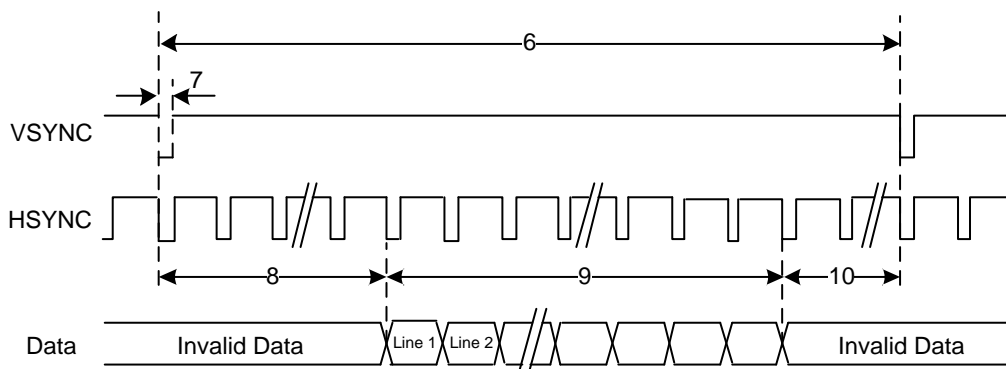 6
7
VSYNC
HSYNC
8
9
10
Data
Invalid Data
Line 1
Line 2
Invalid Data